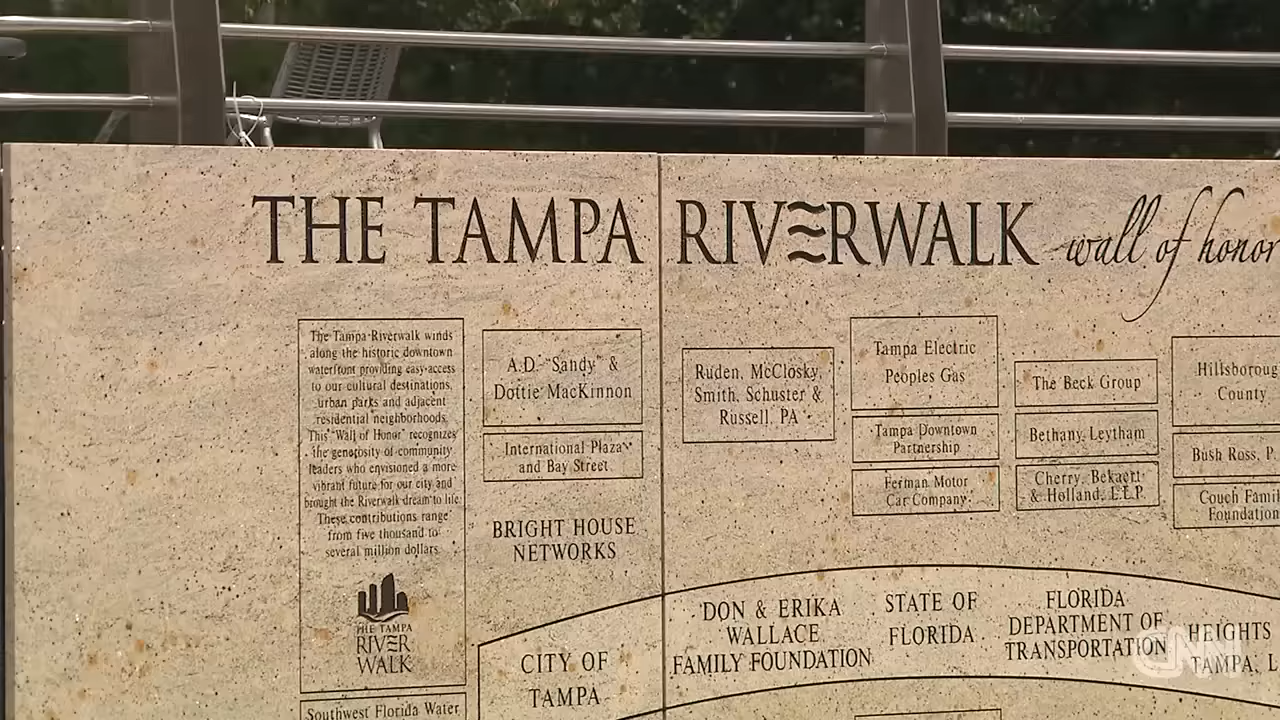 THE TAMPA RIVERWALK wall of honor
The Tampa Riverwalk winds
along the historic downtown
waterfront providing easy access
to our cultural destinations,
urban parks and adjacent
residential neighborhoods.
This "Wall of Honor" recognizes
the generosity of community
leaders who envisioned a more
vibrant future for our city and
brought the Riverwalk dream to life.
These contributions range
from five thousand to
several million dollars.
THE TAMPA
RIVER
WALK
Southwest Florida Water
A.D. "Sandy" &
Dottie MacKinnon
International Plaza
and Bay Street
BRIGHT HOUSE
NETWORKS
Ruden, McClosky,
Smith, Schuster &
Russell, PA
Tampa Electric
Peoples Gas
Tampa Downtown
Partnership
Ferman Motor
Car Company
The Beck Group
Bethany Leytham
Cherry, Bekaert
& Holland, L.L.P.
Hillsboroug
County
Bush Ross, P.
Couch Fami
Foundation
CITY OF
TAMPA
DON & ERIKA
WALLACE
FAMILY FOUNDATION
STATE OF
FLORIDA
FLORIDA
DEPARTMENT OF
TRANSPORTATION
HEIGHTS
TAMPA, L
CNN